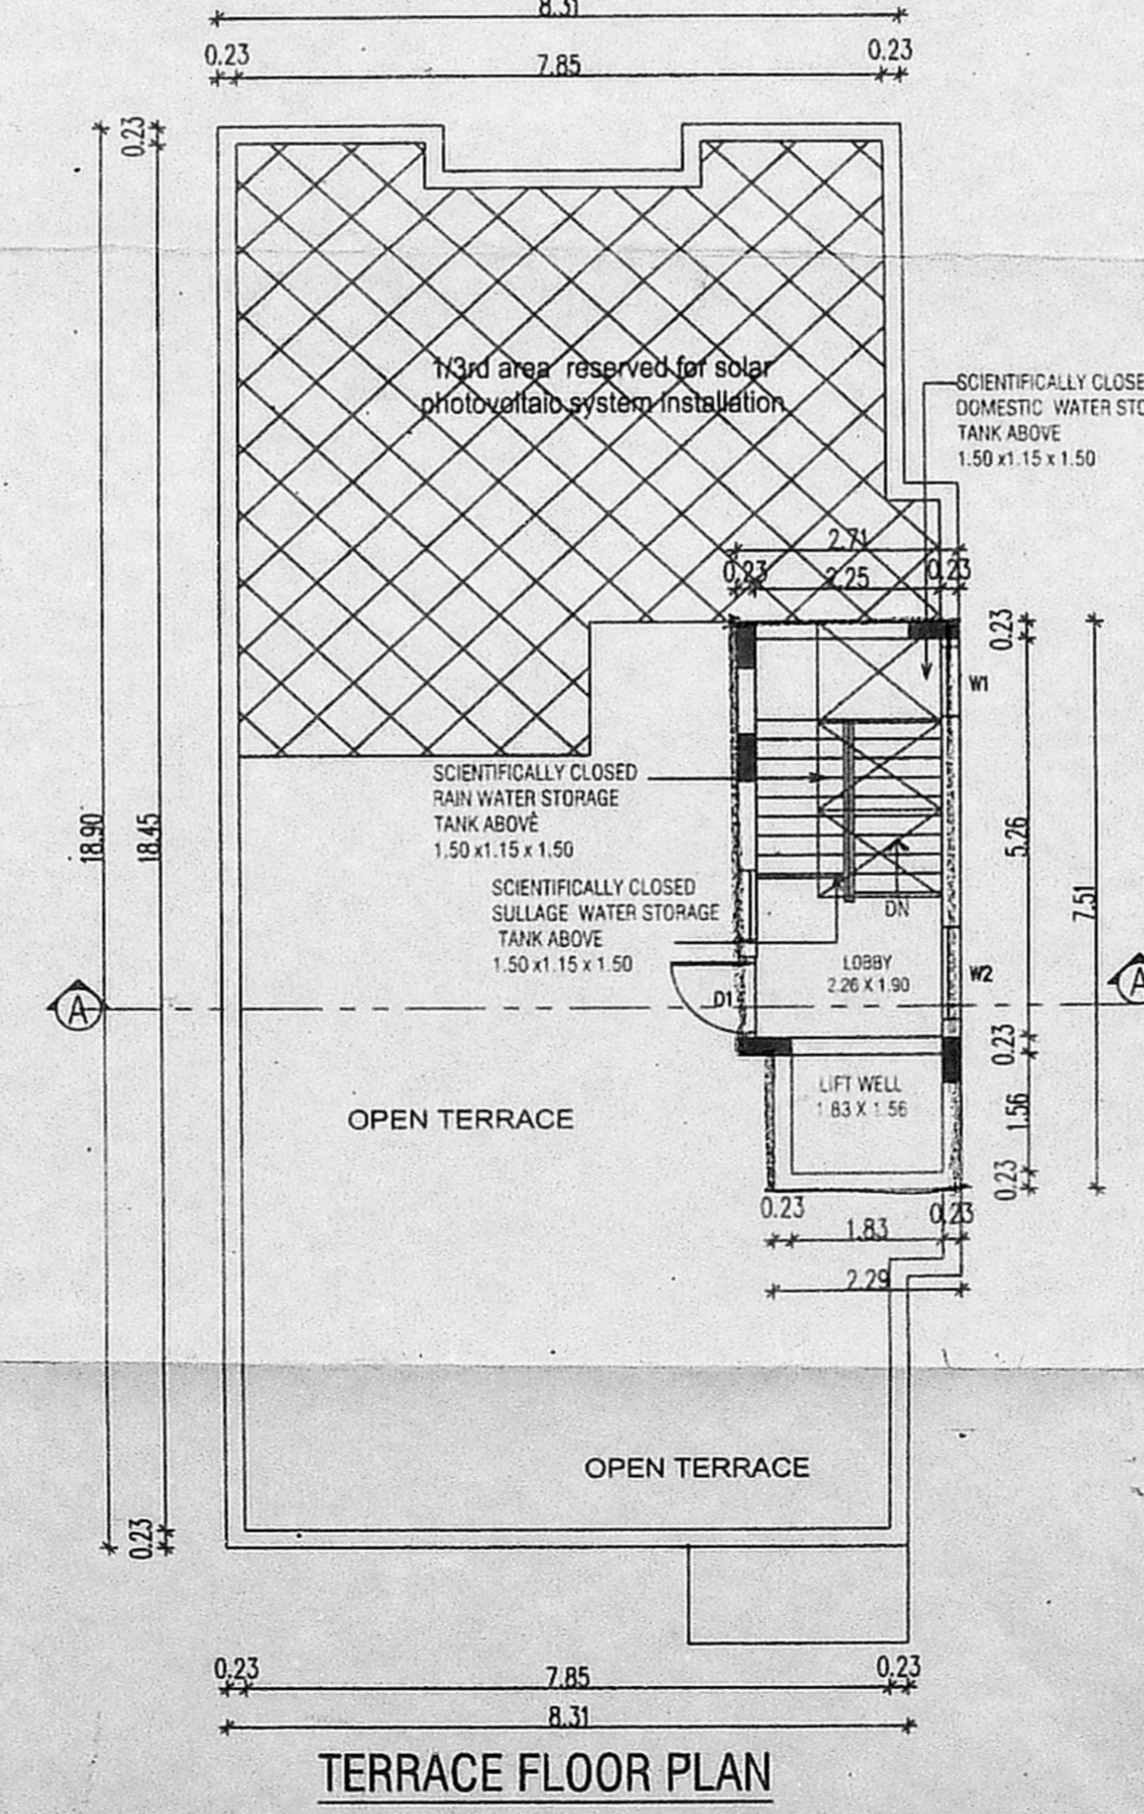 8.31
0.23
7.85
0.23
0.23
1/3rd area reserved for solar
photovoltaic system installation
SCIENTIFICALLY CLOSE
DOMESTIC WATER STO
TANK ABOVE
1.50 x1.15 x 1.50
2.71
0.23
2.25
0.23
0.23
W1
SCIENTIFICALLY CLOSED
RAIN WATER STORAGE
TANK ABOVE
1.50 x1.15 x 1.50
18.90
18.45
5.26
7.51
SCIENTIFICALLY CLOSED
SULLAGE WATER STORAGE
TANK ABOVE
1.50 x1.15 x 1.50
DN
LOBBY
2.26 X 1.90
W2
A
D1
A
0.23
LIFT WELL
1.83 X 1.56
1.56
OPEN TERRACE
0.23
0.23
0.23
1.83
2.29
OPEN TERRACE
0.23
0.23
7.85
0.23
8.31
TERRACE FLOOR PLAN